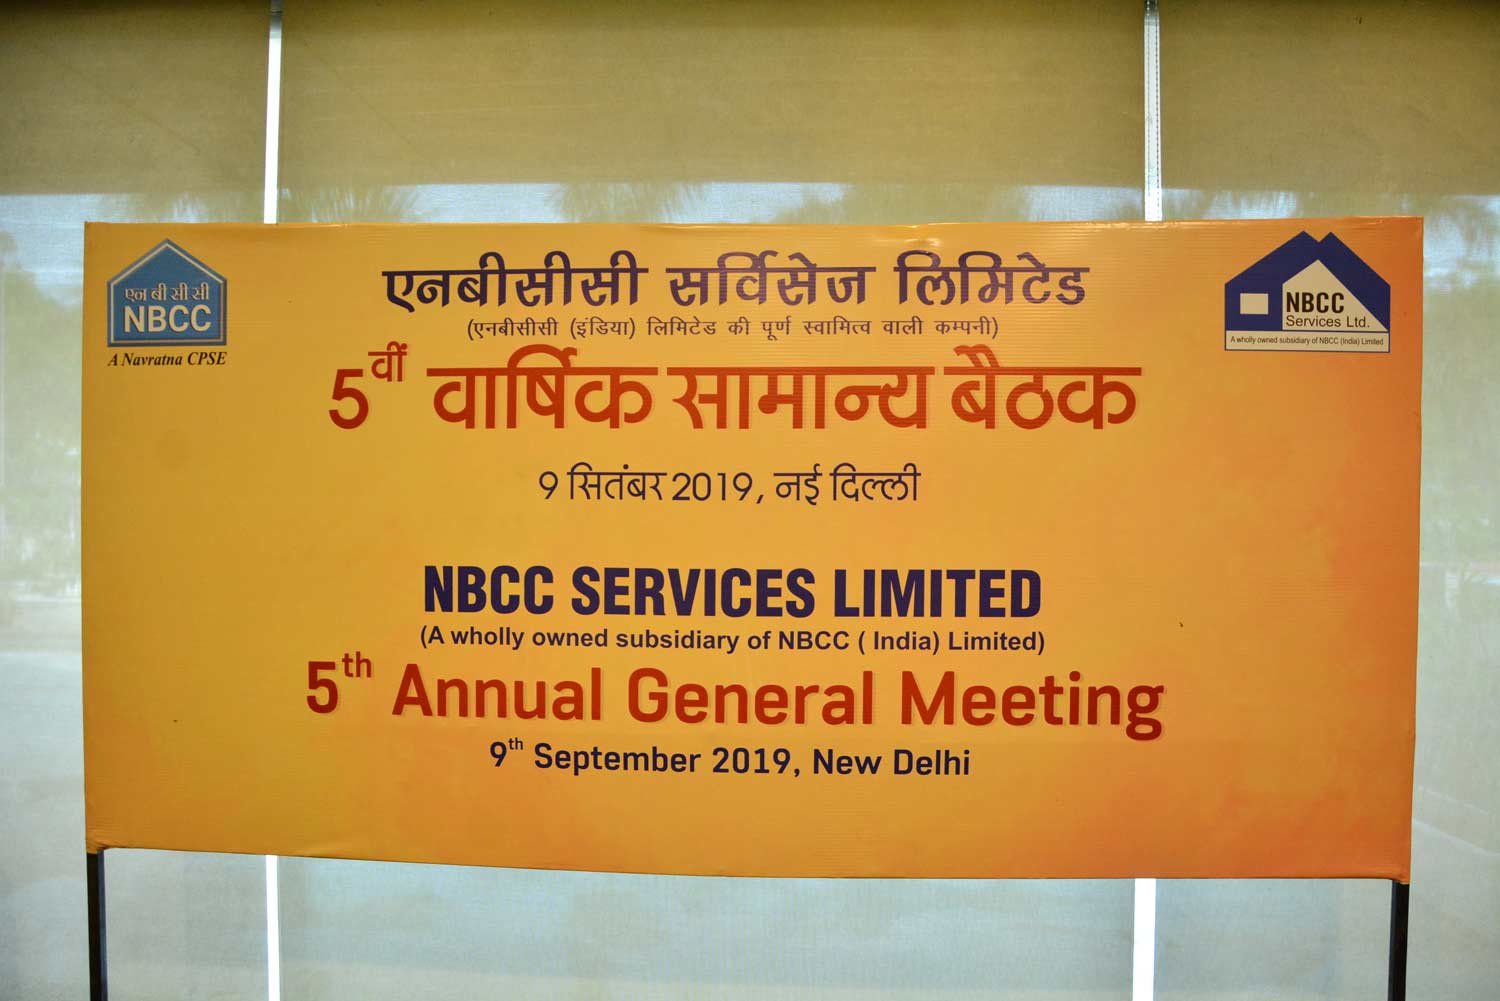 एन बी सी सी
NBCC
A Navratna CPSE
एनबीसीसी सर्विसेज लिमिटेड
(एनबीसीसी (इंडिया) लिमिटेड की पूर्ण स्वामित्व वाली कम्पनी)
5वीं वार्षिक सामान्य बैठक
9 सितंबर 2019, नई दिल्ली
NBCC
Services Ltd.
A wholly owned subsidiary of NBCC (India) Limited
NBCC SERVICES LIMITED
(A wholly owned subsidiary of NBCC ( India) Limited)
5th Annual General Meeting
9th September 2019, New Delhi